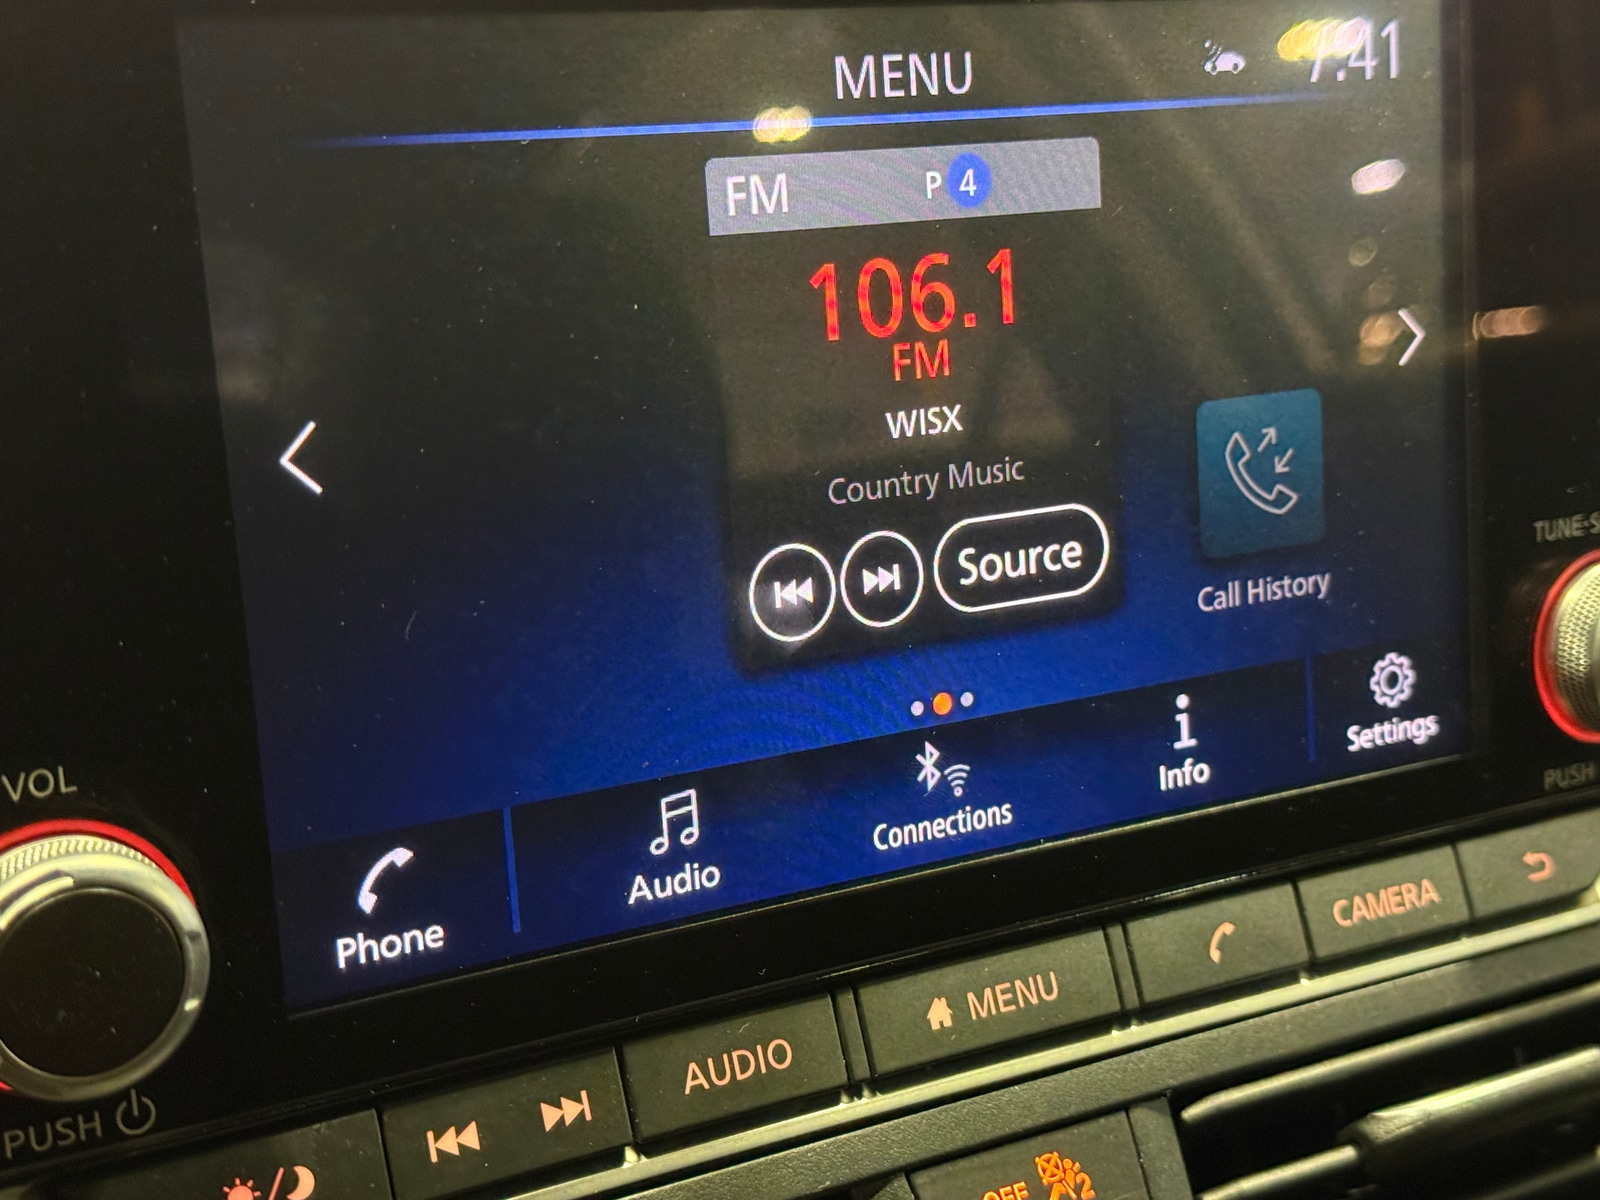 MENU
7:41
FM
P 4
106.1
FM
WISX
Country Music
Source
Call History
Phone
Audio
Connections
Info
Settings
VOL
PUSH
PUSH
AUDIO
MENU
CAMERA
OFF
2